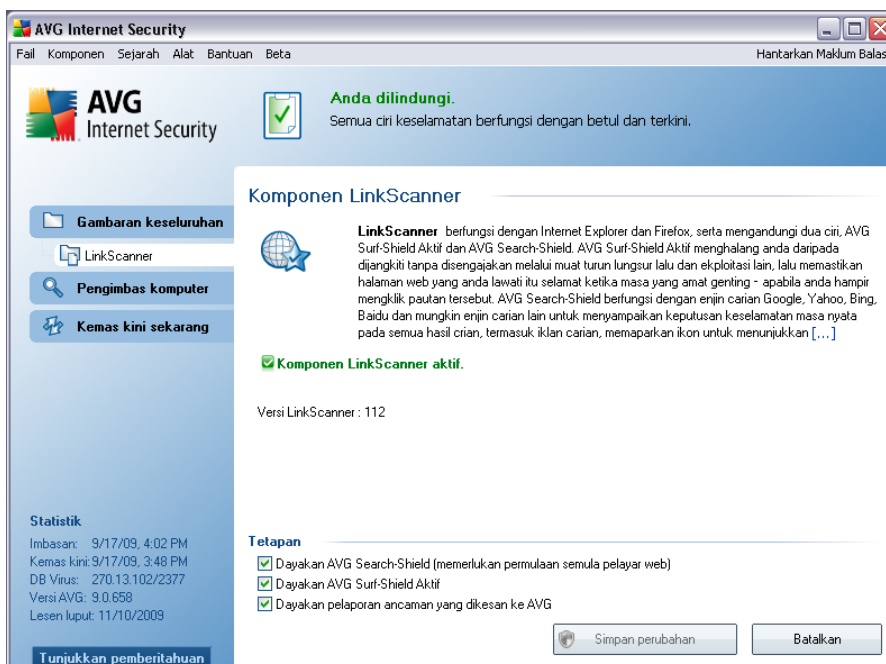 AVG Internet Security
Fail Komponen Sejarah Alat Bantuan Beta Hantarkan Maklum Balas
AVG
Internet Security
Anda dilindungi.
Semua ciri keselamatan berfungsi dengan betul dan terkini.
Gambaran keseluruhan
LinkScanner
Pengimbas komputer
Kemas kini sekarang
Komponen LinkScanner
LinkScanner berfungsi dengan Internet Explorer dan Firefox, serta mengandungi dua ciri, AVG
Surf-Shield Aktif dan AVG Search-Shield. AVG Surf-Shield Aktif menghalang anda daripada
dijangkiti tanpa disengajakan melalui muat turun lungsur lalu dan ekploitasi lain, lalu memastikan
halaman web yang anda lawati itu selamat ketika masa yang amat genting - apabila anda hampir
mengklik pautan tersebut. AVG Search-Shield berfungsi dengan enjin carian Google, Yahoo, Bing,
Baidu dan mungkin enjin carian lain untuk menyampaikan keputusan keselamatan masa nyata
pada semua hasil crian, termasuk iklan carian, memaparkan ikon untuk menunjukkan [...]
Komponen LinkScanner aktif.
Versi LinkScanner : 112
Statistik
Imbasan: 9/17/09, 4:02 PM
Kemas kini: 9/17/09, 3:48 PM
DB Virus: 270.13.102/2377
Versi AVG: 9.0.658
Lesen luput: 11/10/2009
Tunjukkan pemberitahuan
Tetapan
Dayakan AVG Search-Shield (memerlukan permulaan semula pelayar web)
Dayakan AVG Surf-Shield Aktif
Dayakan pelaporan ancaman yang dikesan ke AVG
Simpan perubahan
Batalkan